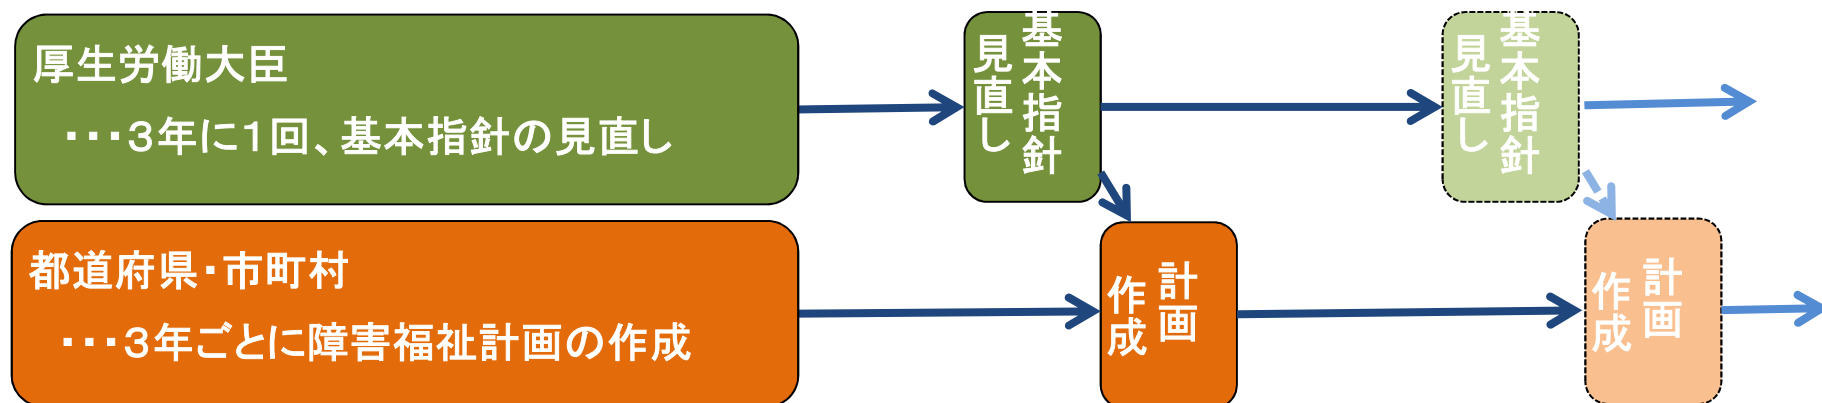 厚生労働大臣
・・・３年に１回、基本指針の見直し
基本指針
見直し
基本指針
見直し
都道府県・市町村
・・・３年ごとに障害福祉計画の作成
計画
作成
計画
作成